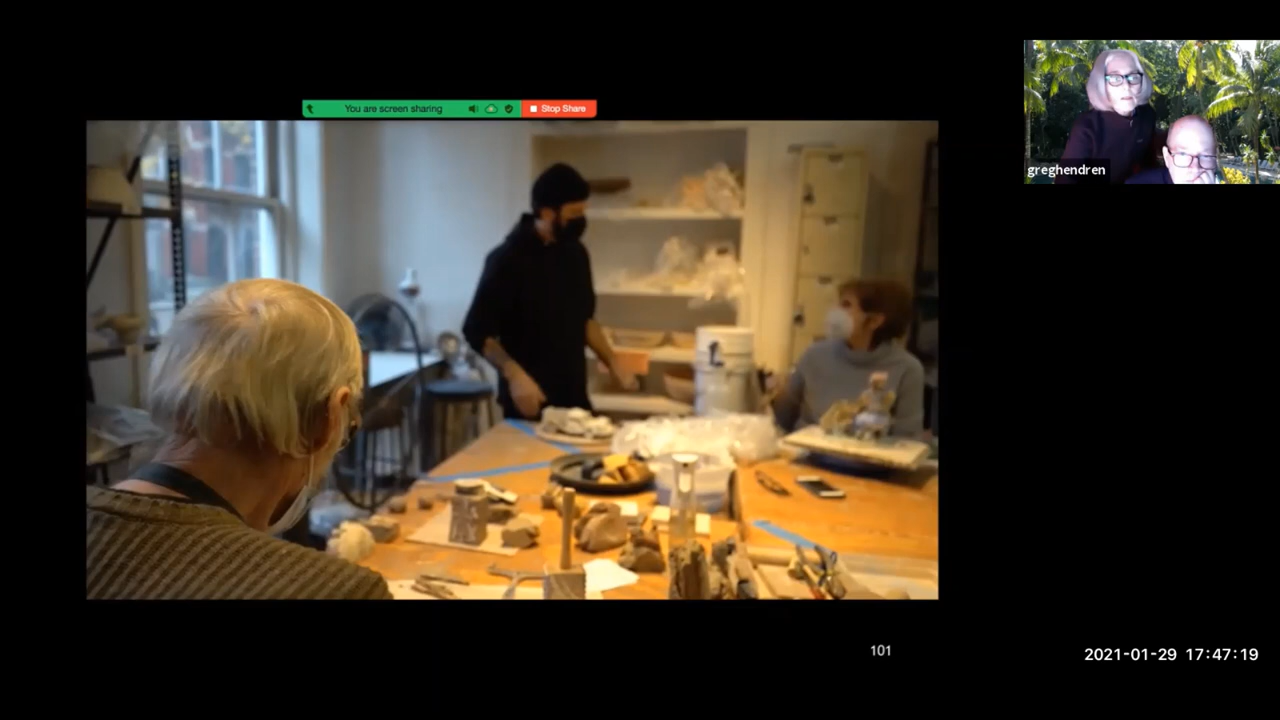 You are screen sharing
Stop Share
greghendren
101
2021-01-29 17:47:19